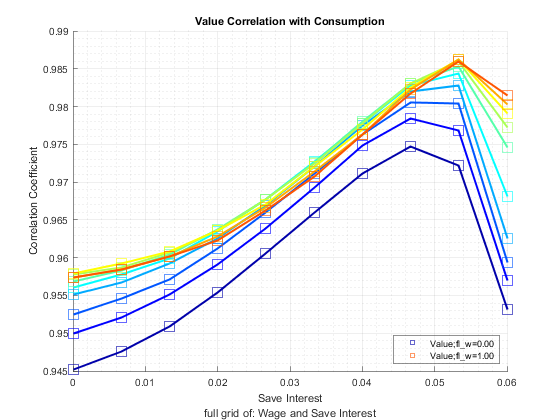 Value Correlation with Consumption
0.99
0.985
0.98
0.975
0.97
0.965
0.96
0.955
0.95
0.945
Correlation Coefficient
Value;fl_w=0.00
Value;fl_w=1.00
0 0.01 0.02 0.03 0.04 0.05 0.06
Save Interest
full grid of: Wage and Save Interest